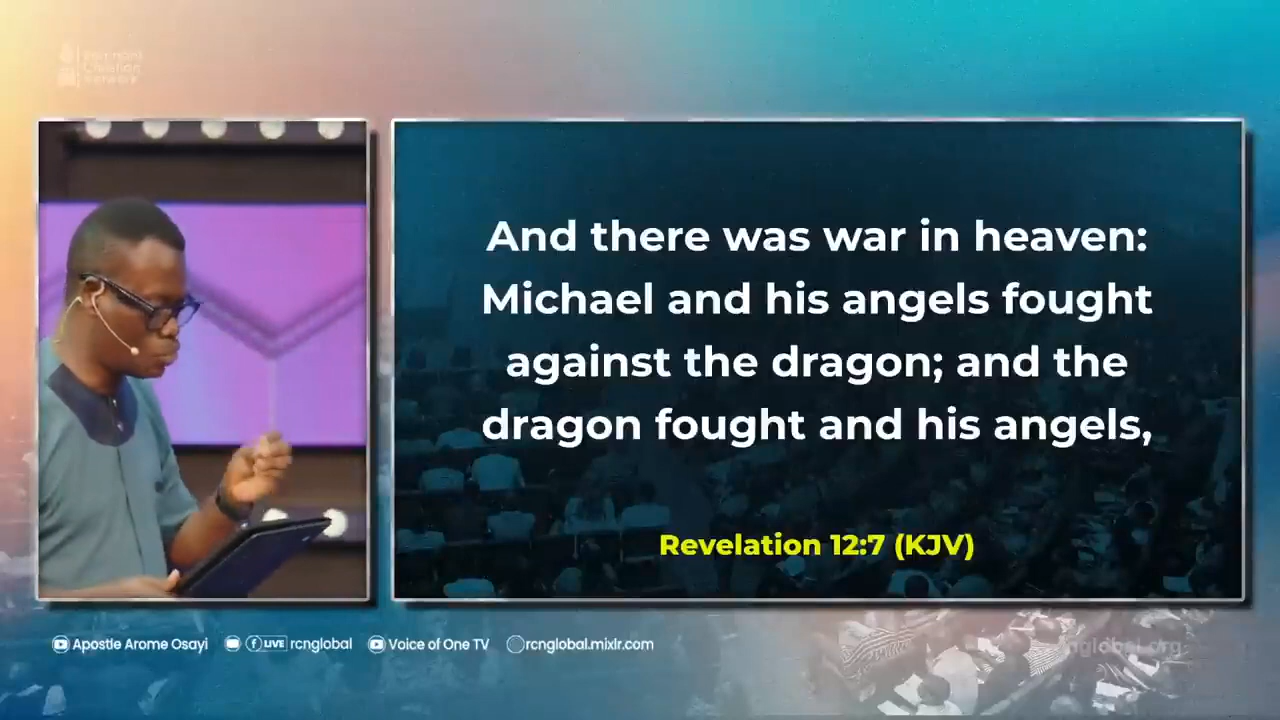 And there was war in heaven:
Michael and his angels fought
against the dragon; and the
dragon fought and his angels,
Revelation 12:7 (KJV)
Apostle Arome Osayi
LIVE rcnglobal
Voice of One TV
rcnglobal.mixlr.com